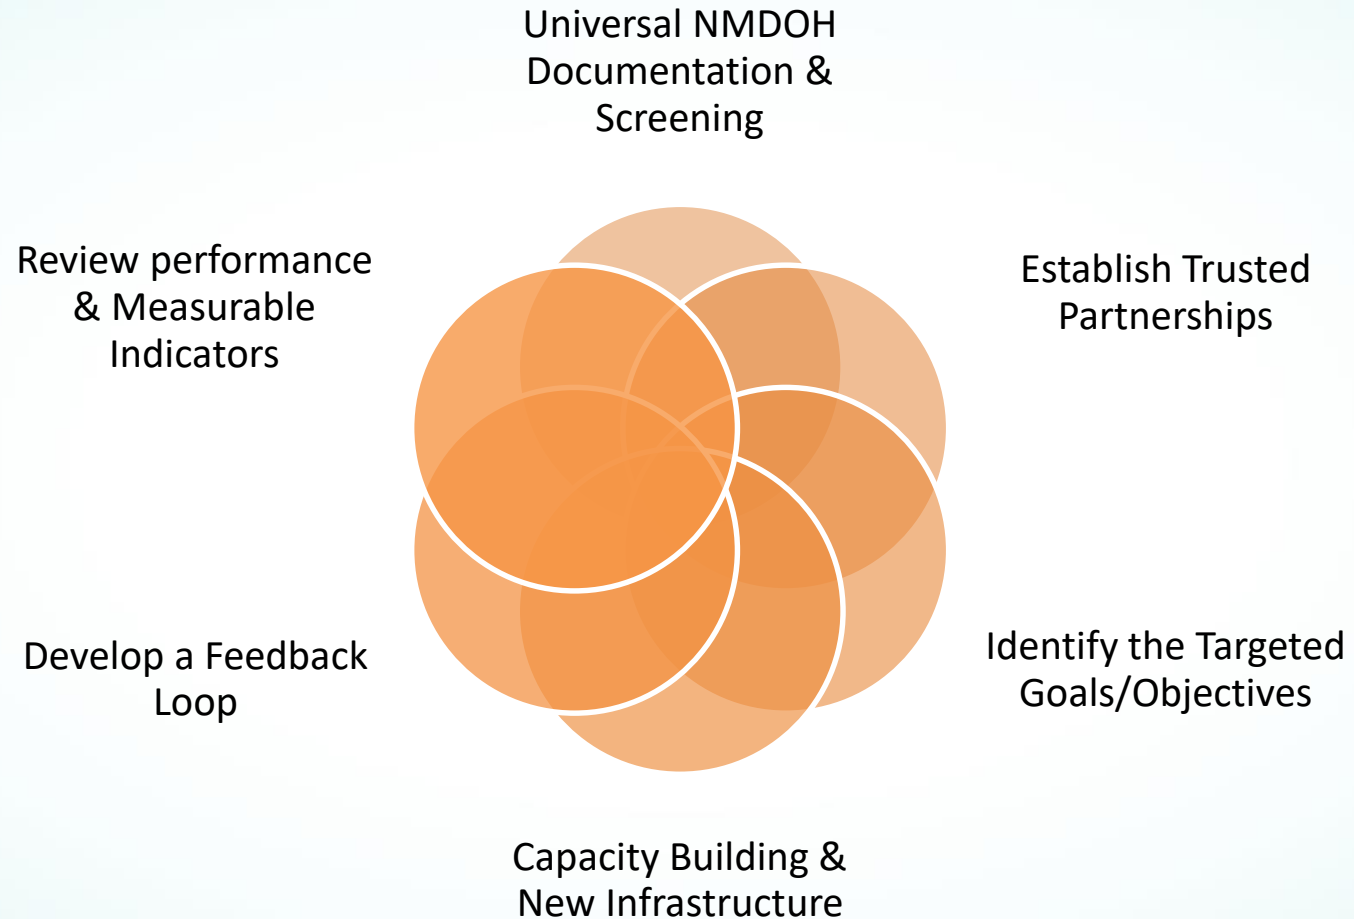 Universal NMDOH
Documentation &
Screening
Establish Trusted
Partnerships
Identify the Targeted
Goals/Objectives
Capacity Building &
New Infrastructure
Develop a Feedback
Loop
Review performance
& Measurable
Indicators